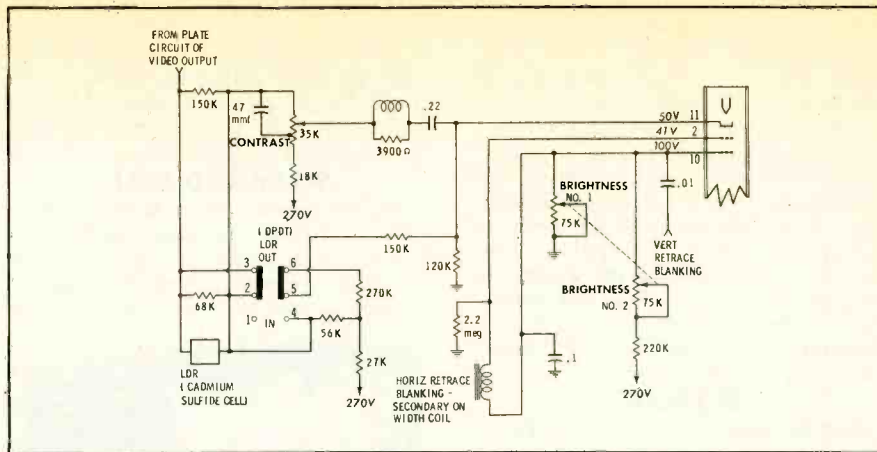 FROM PLATE
CIRCUIT OF
VIDEO OUTPUT
150K
47
mmf
35K
CONTRAST
18K
270V
3900Ω
.22
50V 11
41V 2
100V
10
BRIGHTNESS
NO. 1
75K
.01
VERT
RETRACE
BLANKING
(DPDT)
LDR
OUT
3 6
2 5
1 IN 4
150K
120K
270K
68K
56K
27K
270V
BRIGHTNESS
NO. 2
75K
2.2
meg
.1
220K
270V
LDR
(CADMIUM
SULFIDE CELL)
HORIZ RETRACE
BLANKING -
SECONDARY ON
WIDTH COIL